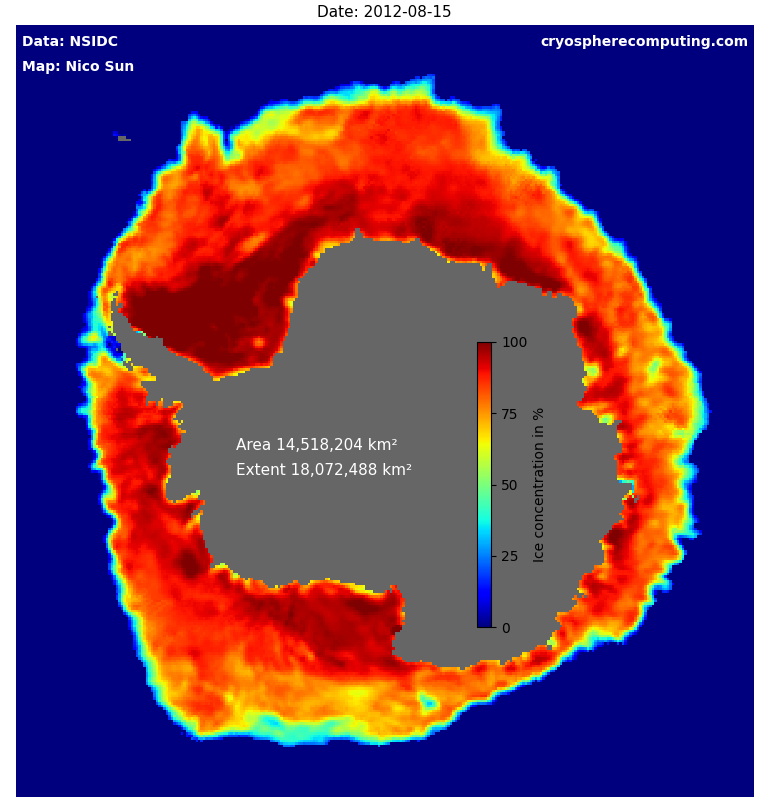 Date: 2012-08-15
Data: NSIDC
cryospherecomputing.com
Map: Nico Sun
Area 14,518,204 km²
Extent 18,072,488 km²
100
75
50
25
0
Ice concentration in %